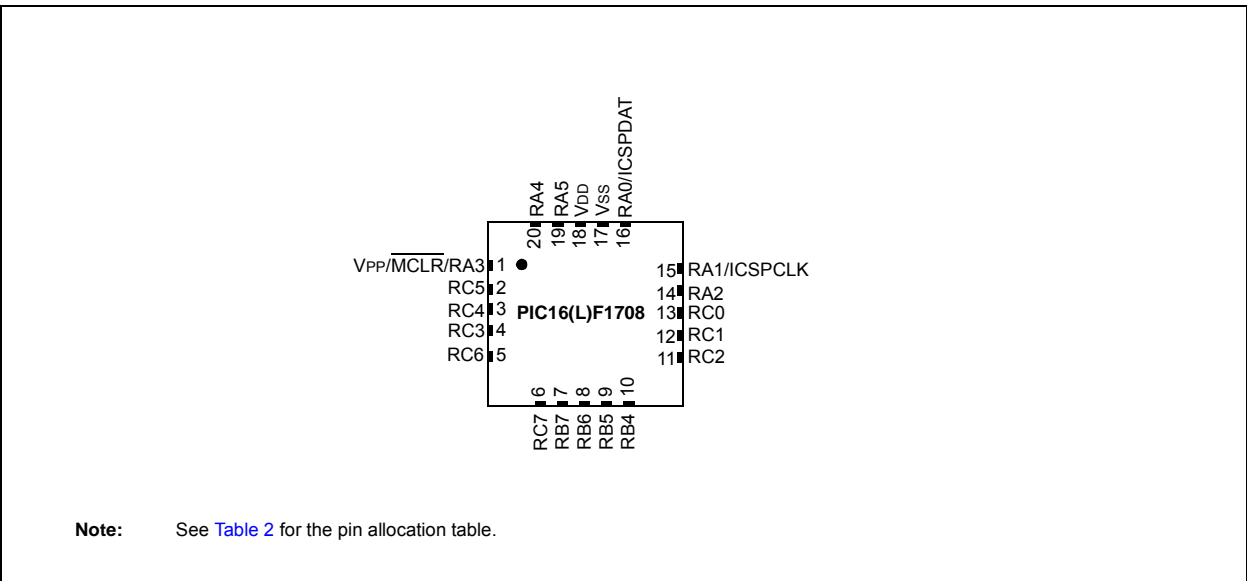 20 RA4
19 RA5
18 VDD
17 VSS
16 RA0/ICSPDAT
VPP/MCLR/RA3 1
RC5 2
RC4 3
RC3 4
RC6 5
PIC16(L)F1708
15 RA1/ICSPCLK
14 RA2
13 RC0
12 RC1
11 RC2
RC7 6
RB7 7
RB6 8
RB5 9
RB4 10
Note: See Table 2 for the pin allocation table.